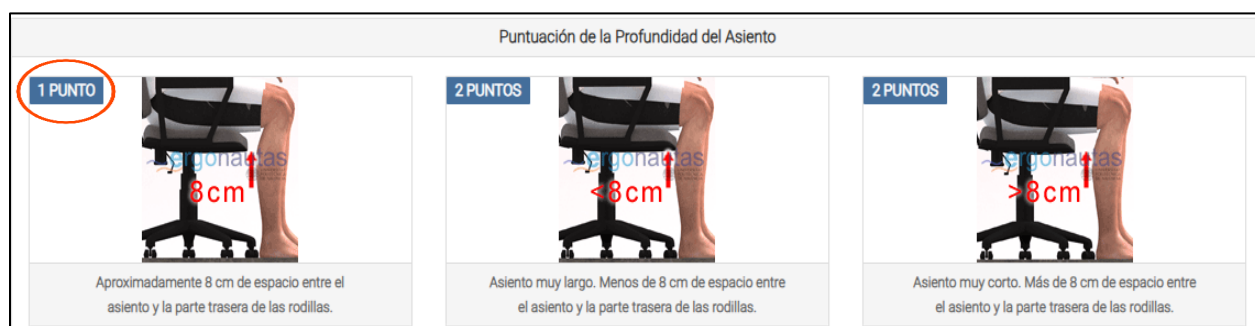 Puntuación de la Profundidad del Asiento
1 PUNTO
ergonautas
8cm
Aproximadamente 8 cm de espacio entre el
asiento y la parte trasera de las rodillas.
2 PUNTOS
ergonautas
<8cm
Asiento muy largo. Menos de 8 cm de espacio entre
el asiento y la parte trasera de las rodillas.
2 PUNTOS
ergonautas
>8cm
Asiento muy corto. Más de 8 cm de espacio entre
el asiento y la parte trasera de las rodillas.